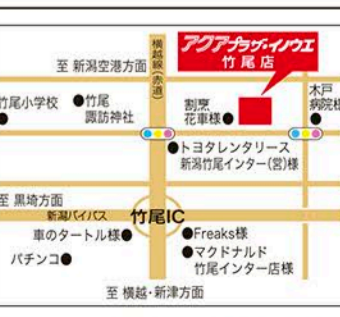 横越線(赤道)
アクアプラザ・イノウエ
竹尾店
至 新潟空港方面
竹尾小学校
竹尾
諏訪神社
割烹
花車様
木戸
病院様
トヨタレンタリース
新潟竹尾インター(営)様
至 黒埼方面
新潟バイパス
竹尾IC
車のタートル様
Freaks様
パチンコ
マクドナルド
竹尾インター店様
至 横越・新津方面